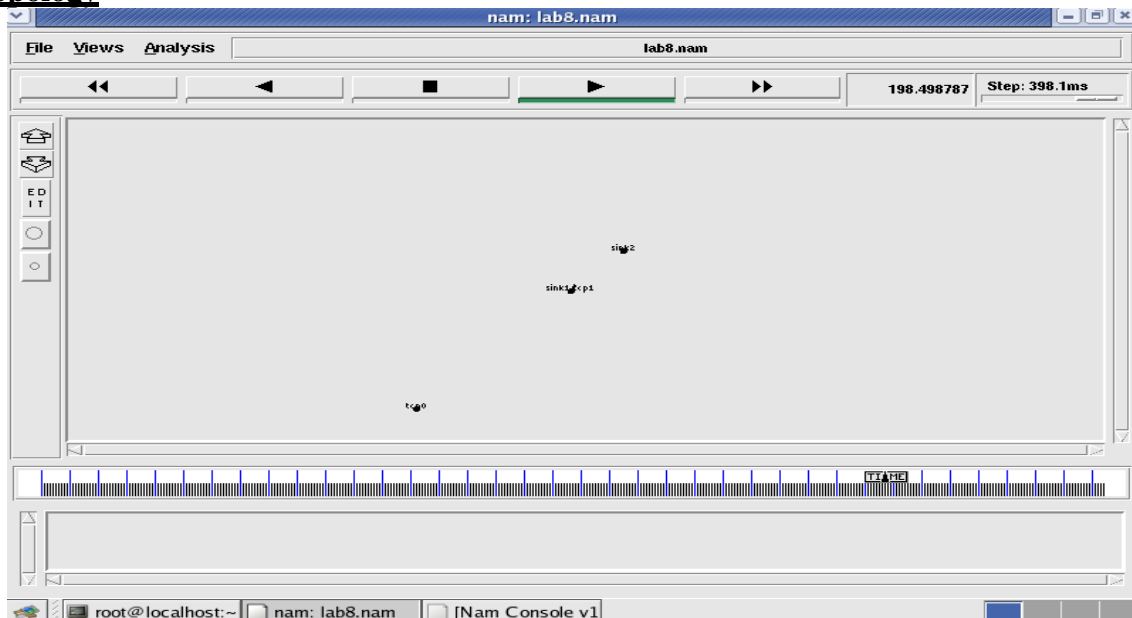 nam: lab8.nam
File Views Analysis lab8.nam
198.498787 Step: 398.1ms
ED
IT
sink2
sink1 tcp1
tcp0
TIME
root@localhost:~ nam: lab8.nam [Nam Console v1